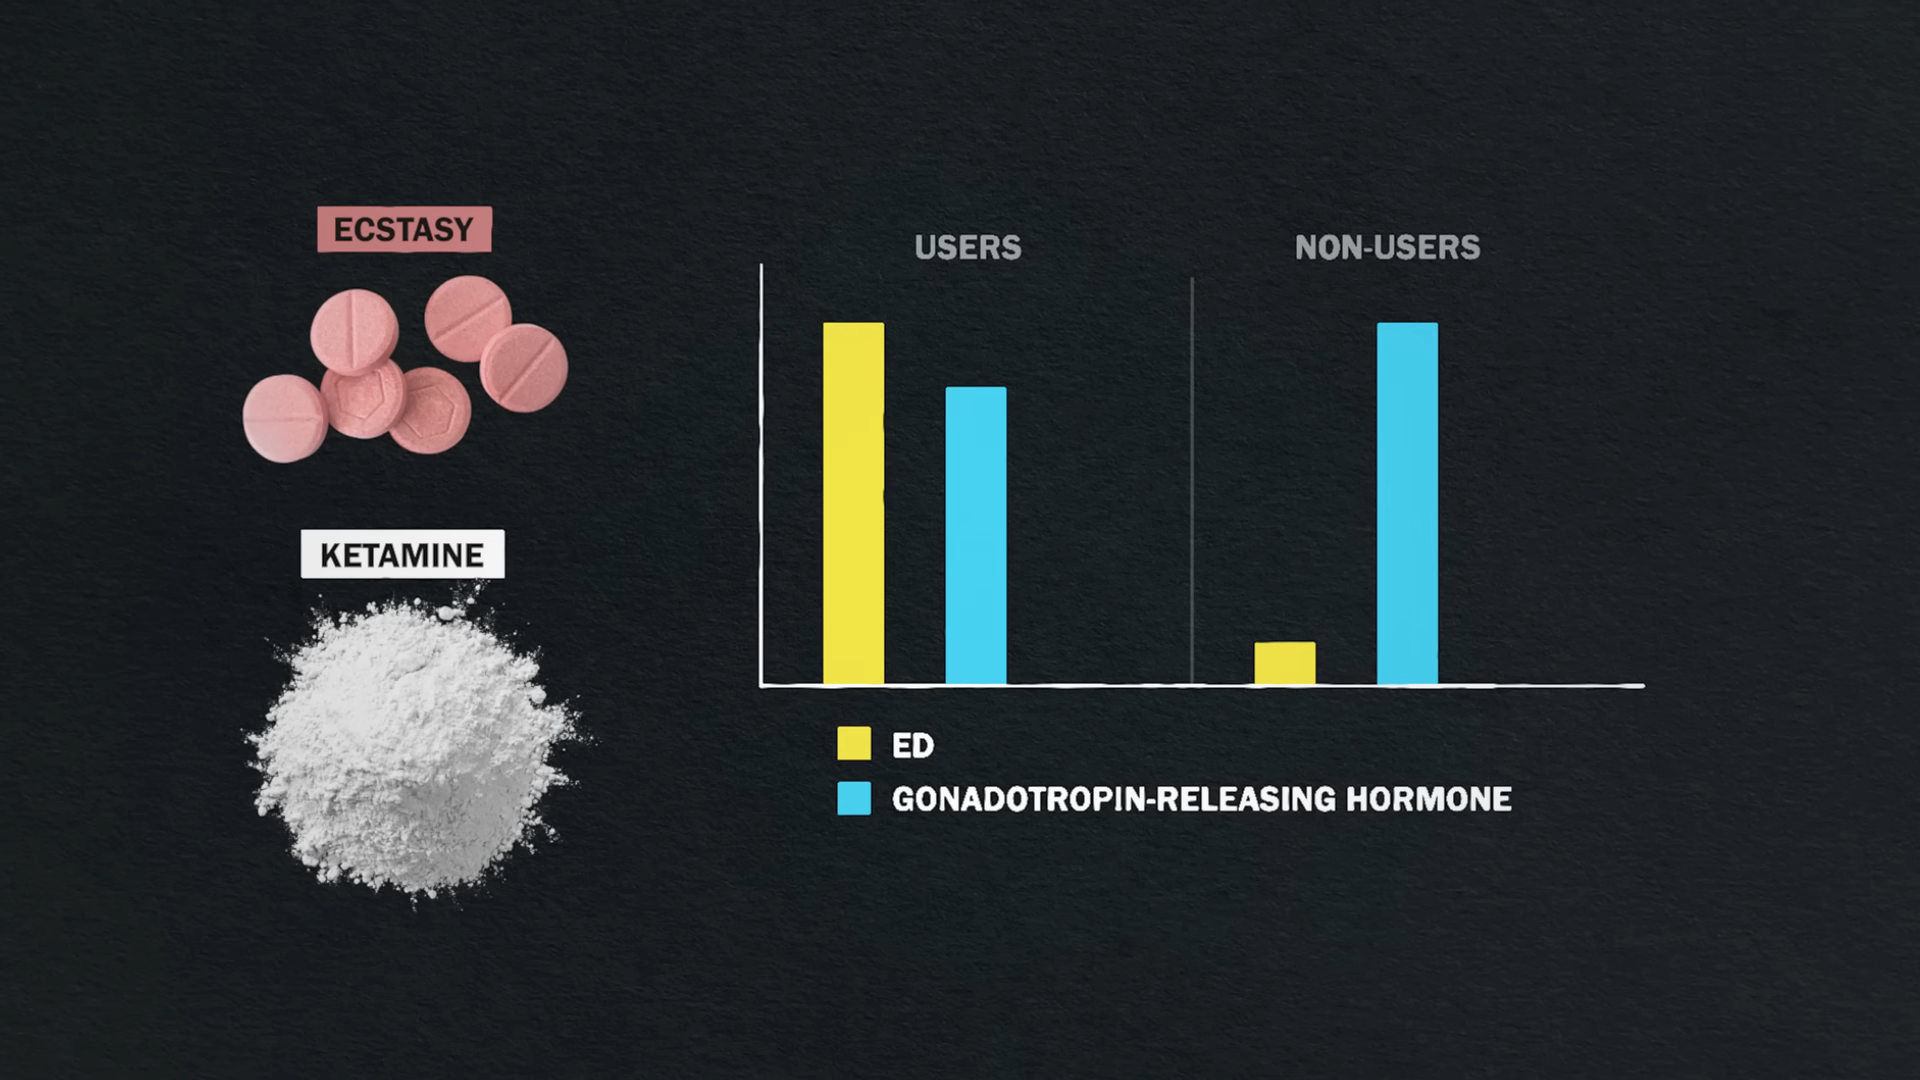 ECSTASY
KETAMINE
USERS
NON-USERS
ED
GONADOTROPIN-RELEASING HORMONE